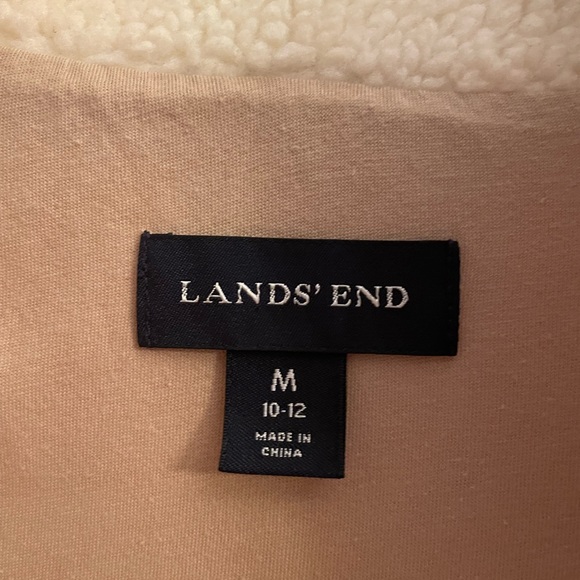 LANDS' END
M
10-12
MADE IN
CHINA